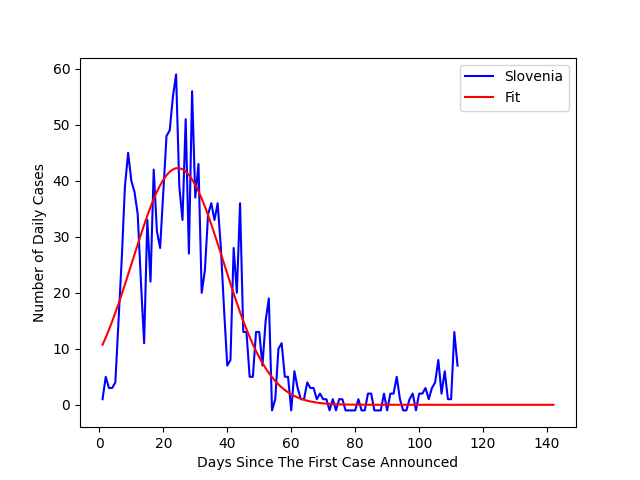 Slovenia
Fit
Number of Daily Cases
60
50
40
30
20
10
0
0 20 40 60 80 100 120 140
Days Since The First Case Announced